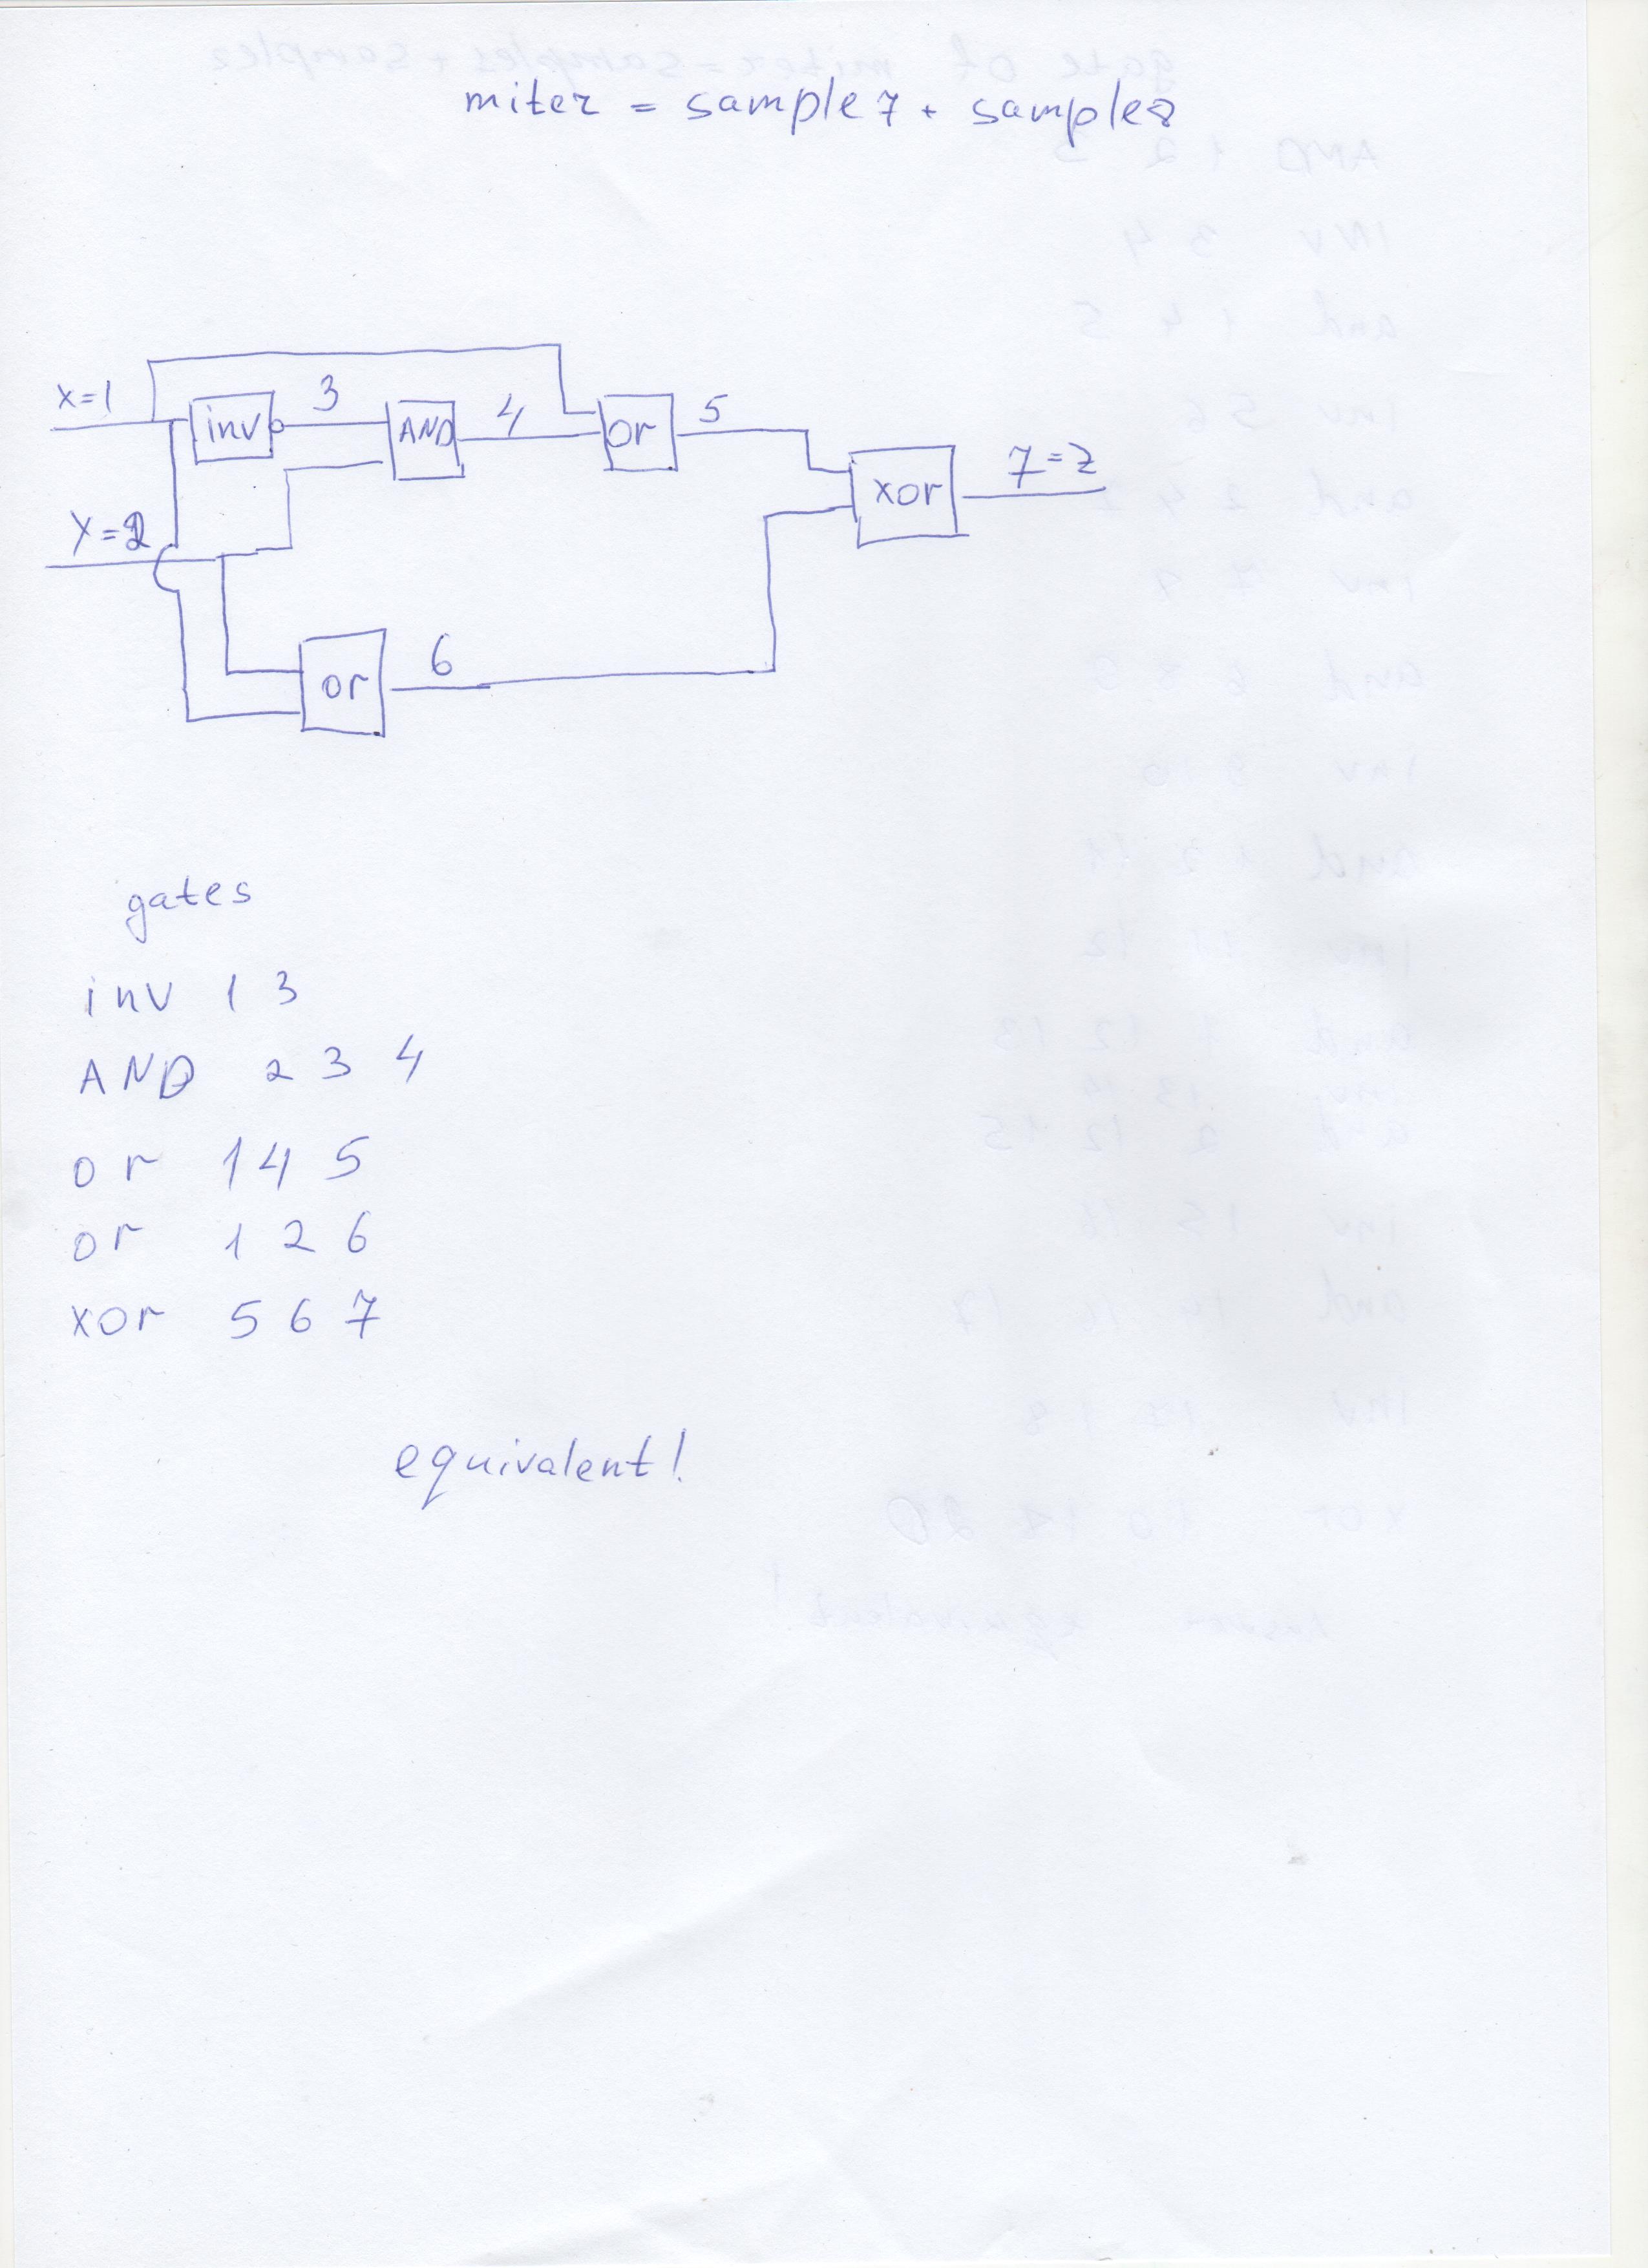 miter = sample7 + sample8
x=1
inv
3
AND
4
or
5
xor
7=z
y=2
or
6
gates
inv 1 3
AND 2 3 4
or 1 4 5
or 1 2 6
xor 5 6 7
equivalent!